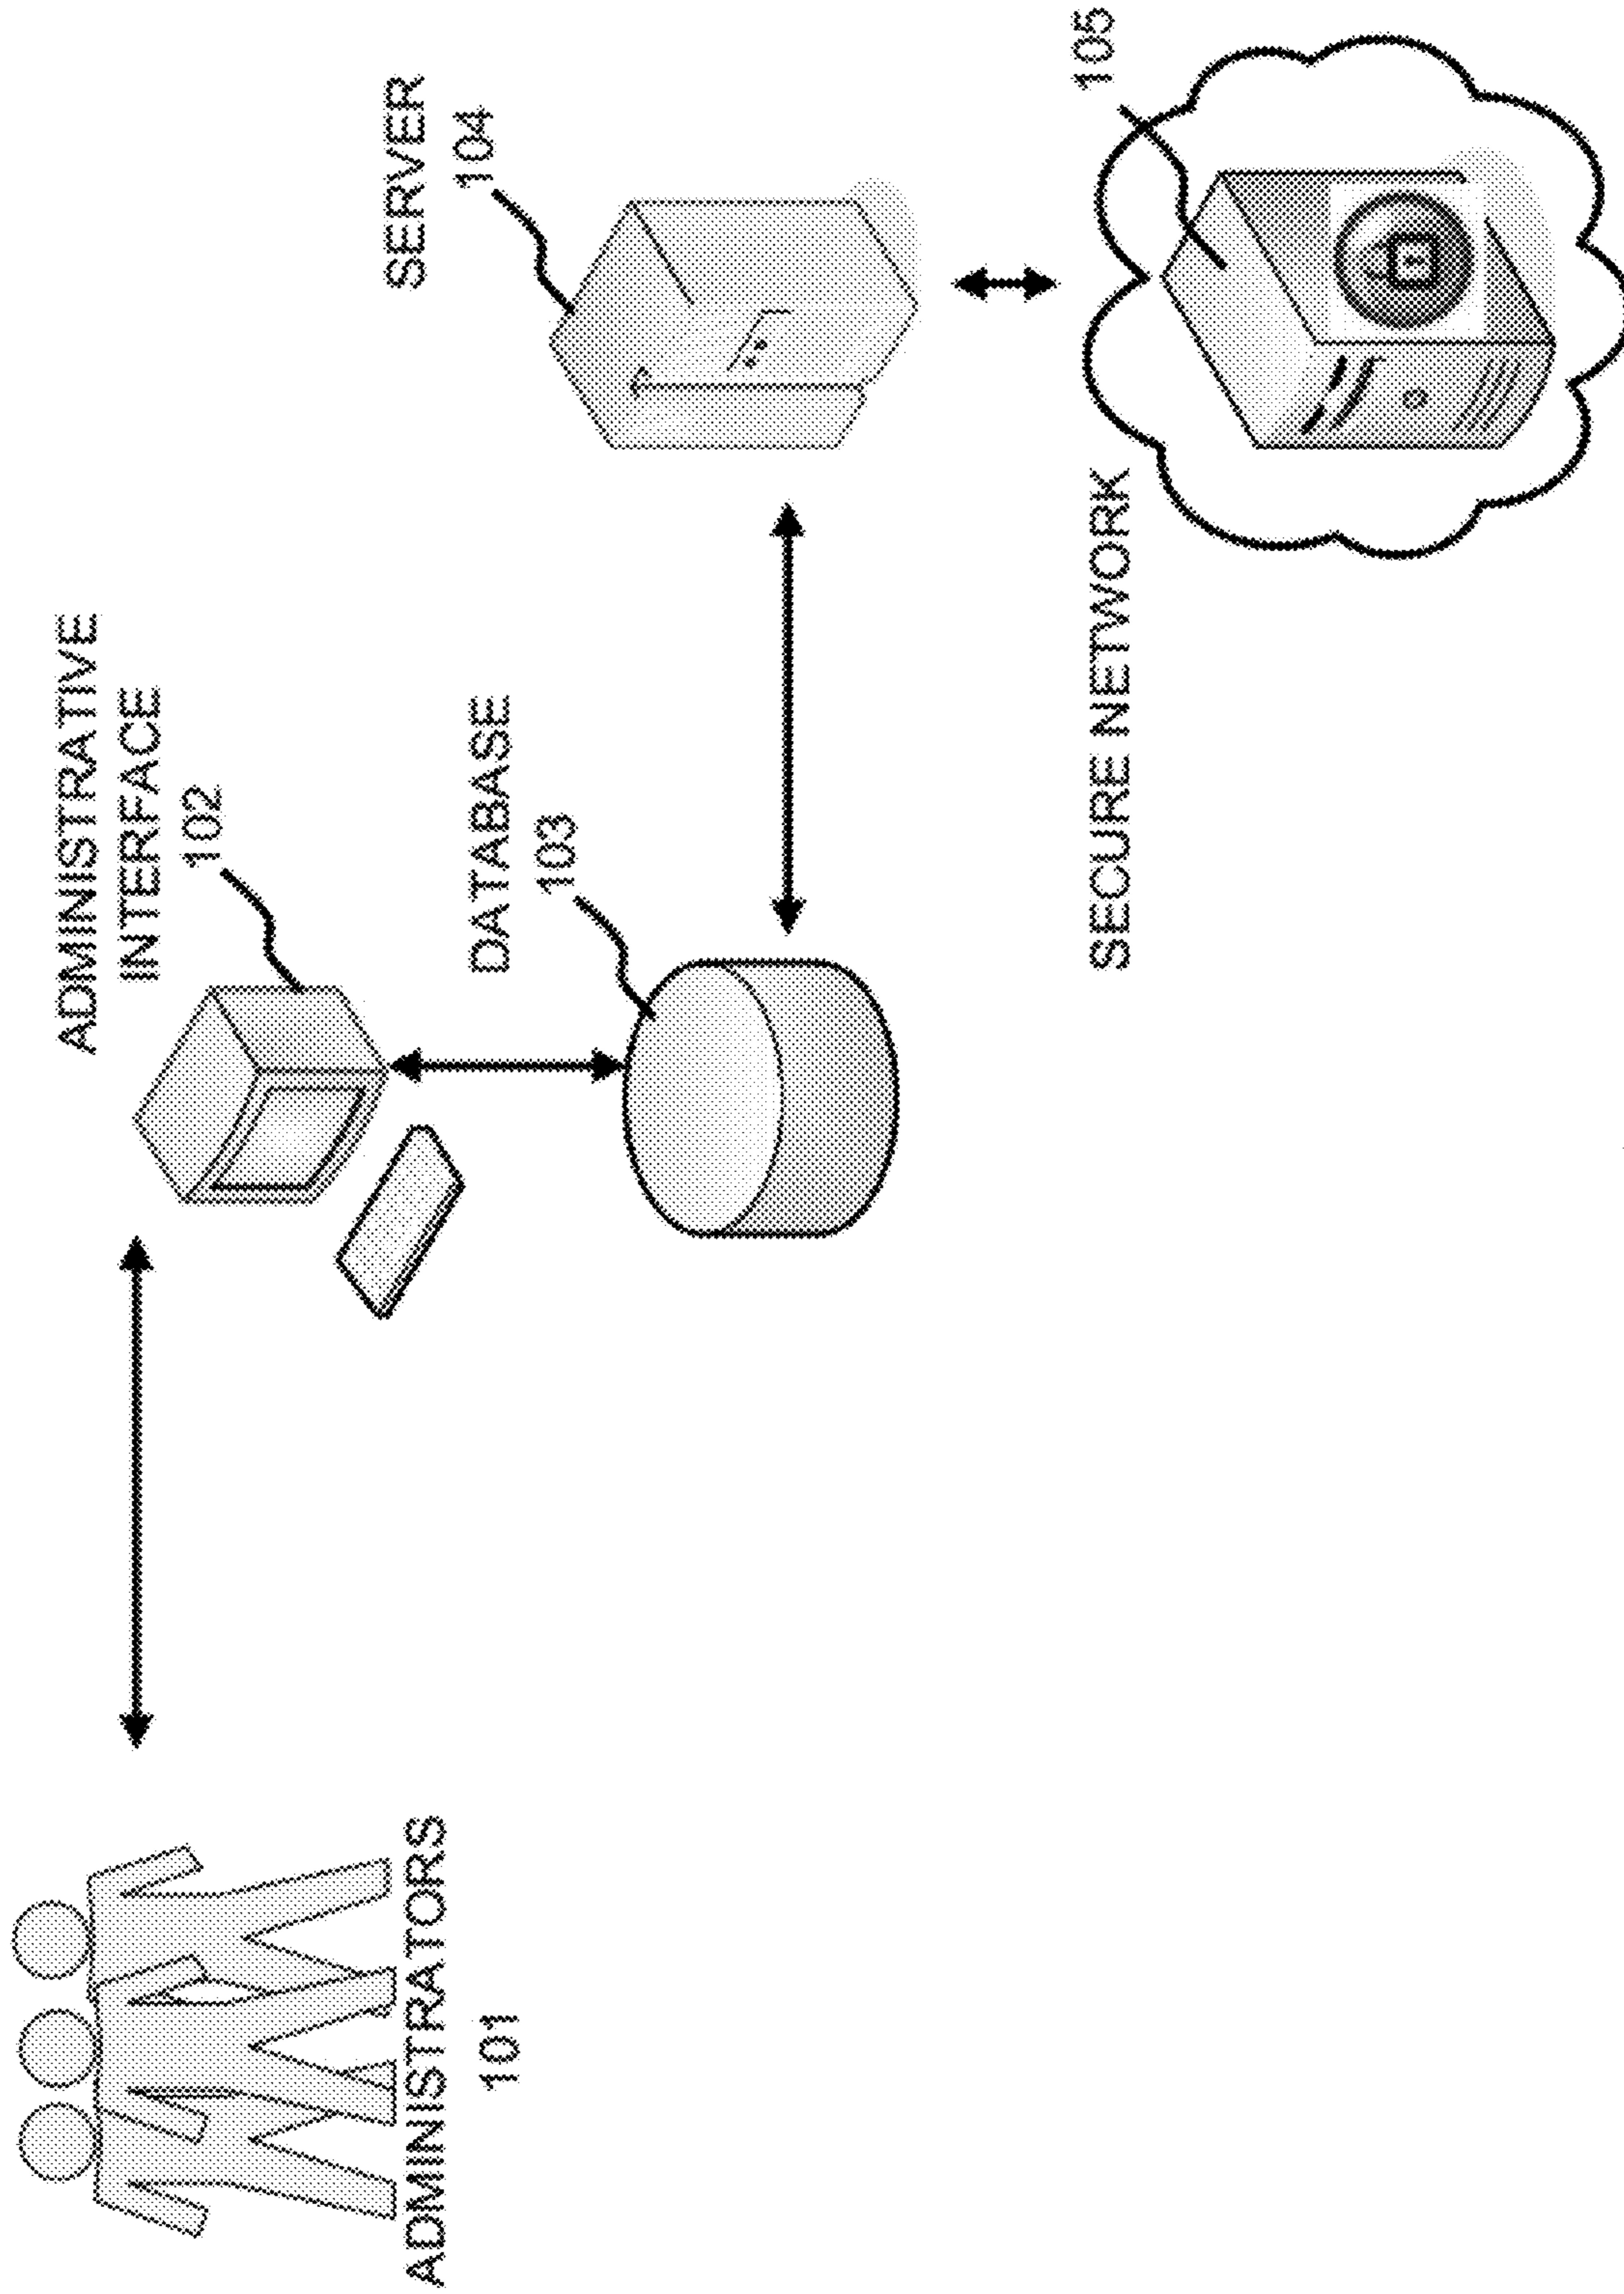 ADMINISTRATORS
101
ADMINISTRATIVE
INTERFACE
102
DATABASE
103
SERVER
104
SECURE NETWORK
105